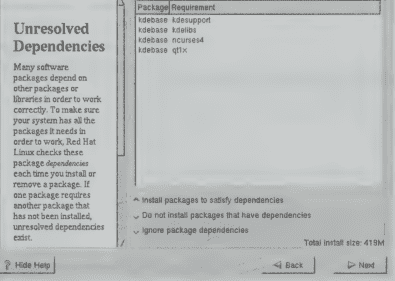 Unresolved
Dependencies
Many software
packages depend on
other packages or
libraries in order to work
correctly. To make sure
your system has all the
packages it needs in
order to work, Red Hat
Linux checks these
package dependencies
each time you install or
remove a package. If
one package requires
another package that
has not been installed,
unresolved dependencies
exist.
Package Requirement
kdebase kdesupport
kdebase kdelibs
kdebase ncurses4
kdebase qt1x
Install packages to satisfy dependencies
Do not install packages that have dependencies
Ignore package dependencies
Total install size: 419M
? Hide Help
Back
Next